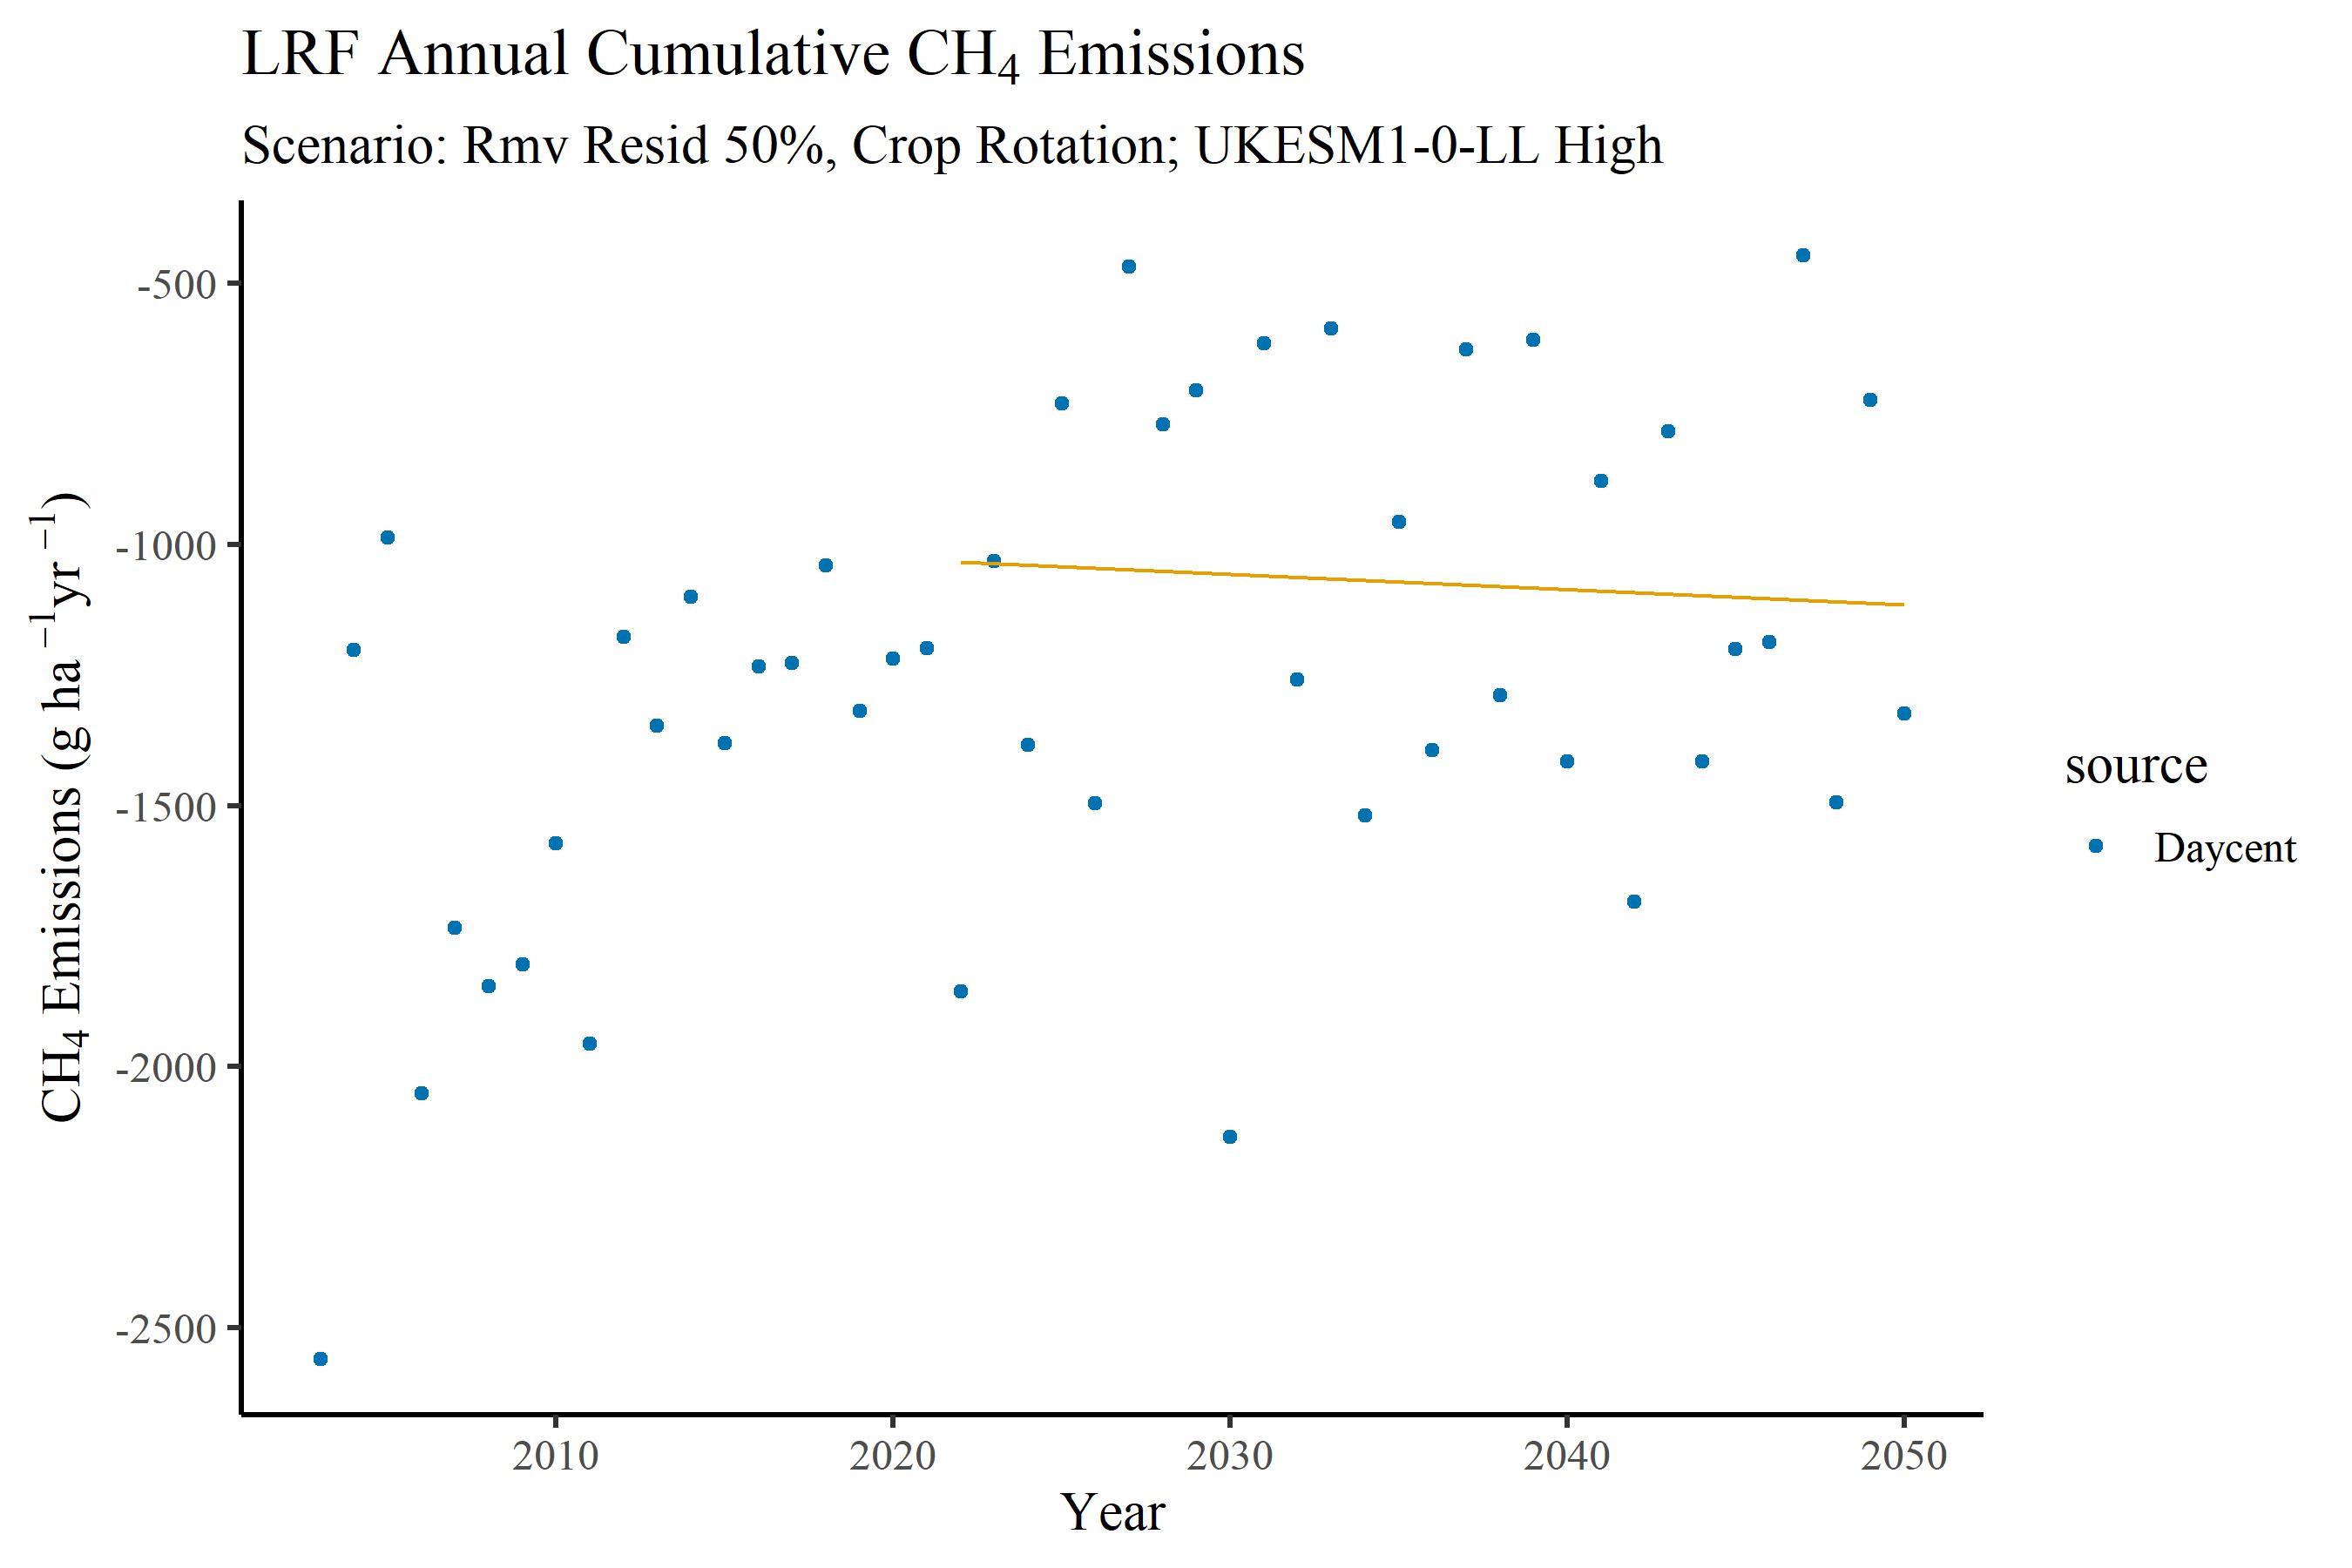 LRF Annual Cumulative CH₄ Emissions
Scenario: Rmv Resid 50%, Crop Rotation; UKESM1-0-LL High
CH₄ Emissions (g ha ⁻¹yr ⁻¹)
-500
-1000
-1500
-2000
-2500
2010 2020 2030 2040 2050
Year
source
Daycent